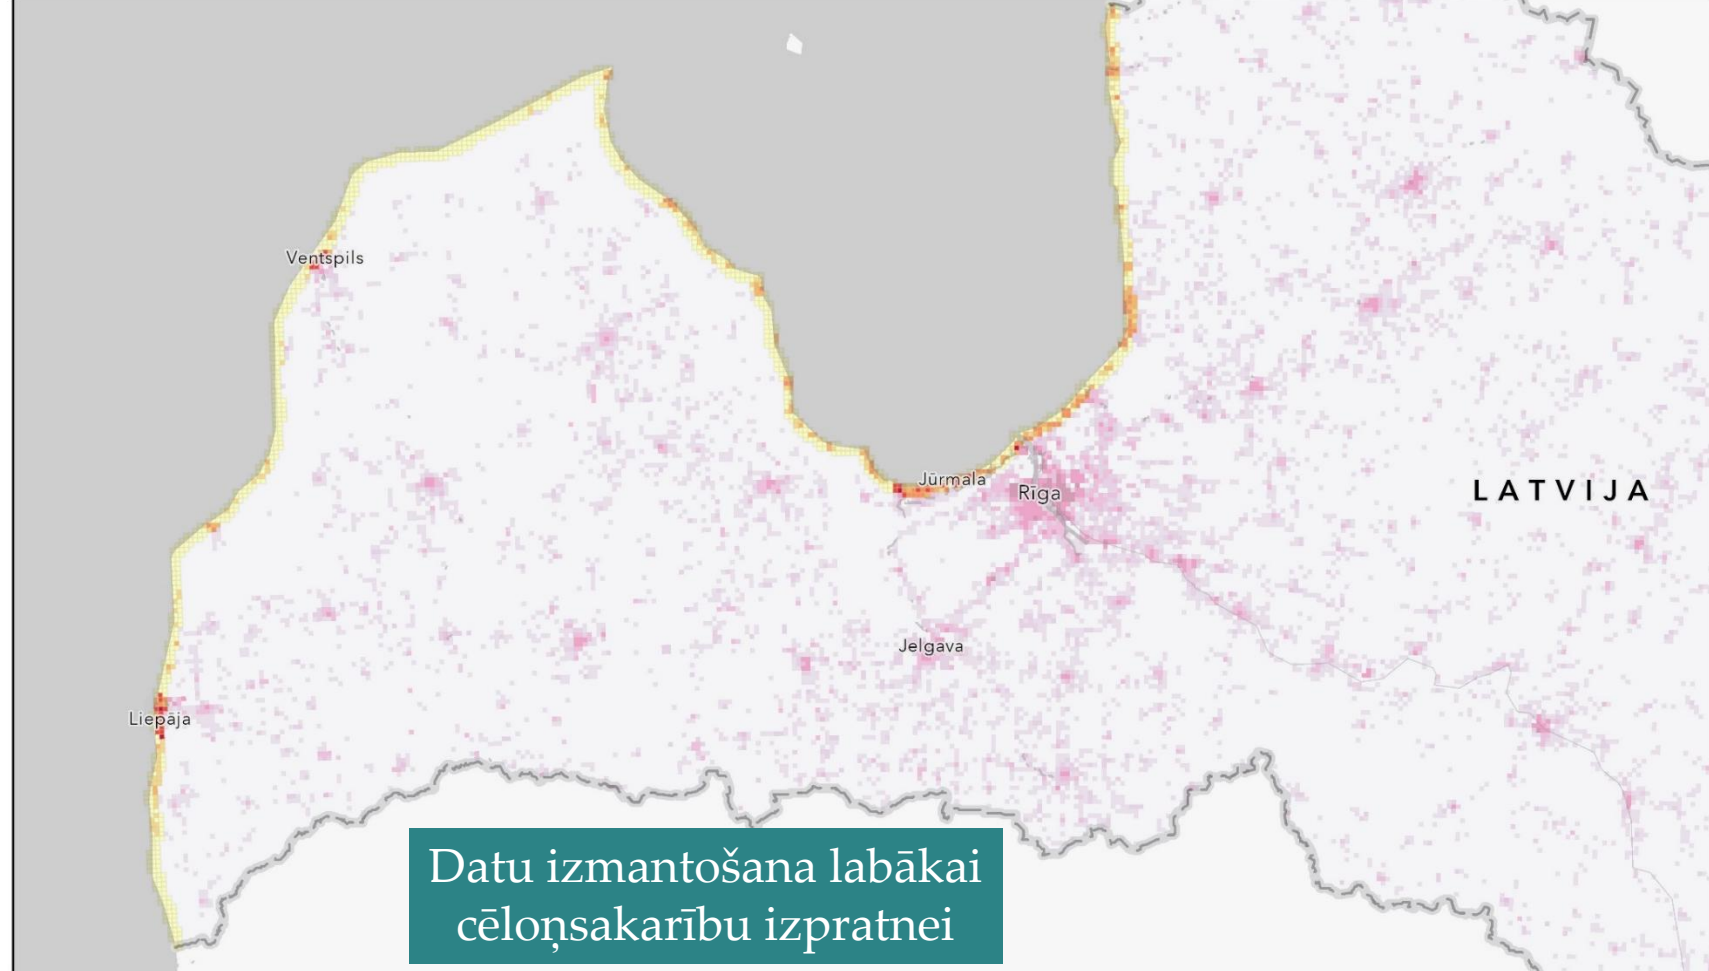 Ventspils
Jūrmala
Rīga
LATVIJA
Jelgava
Liepāja
Datu izmantošana labākai
cēloņsakarību izpratnei